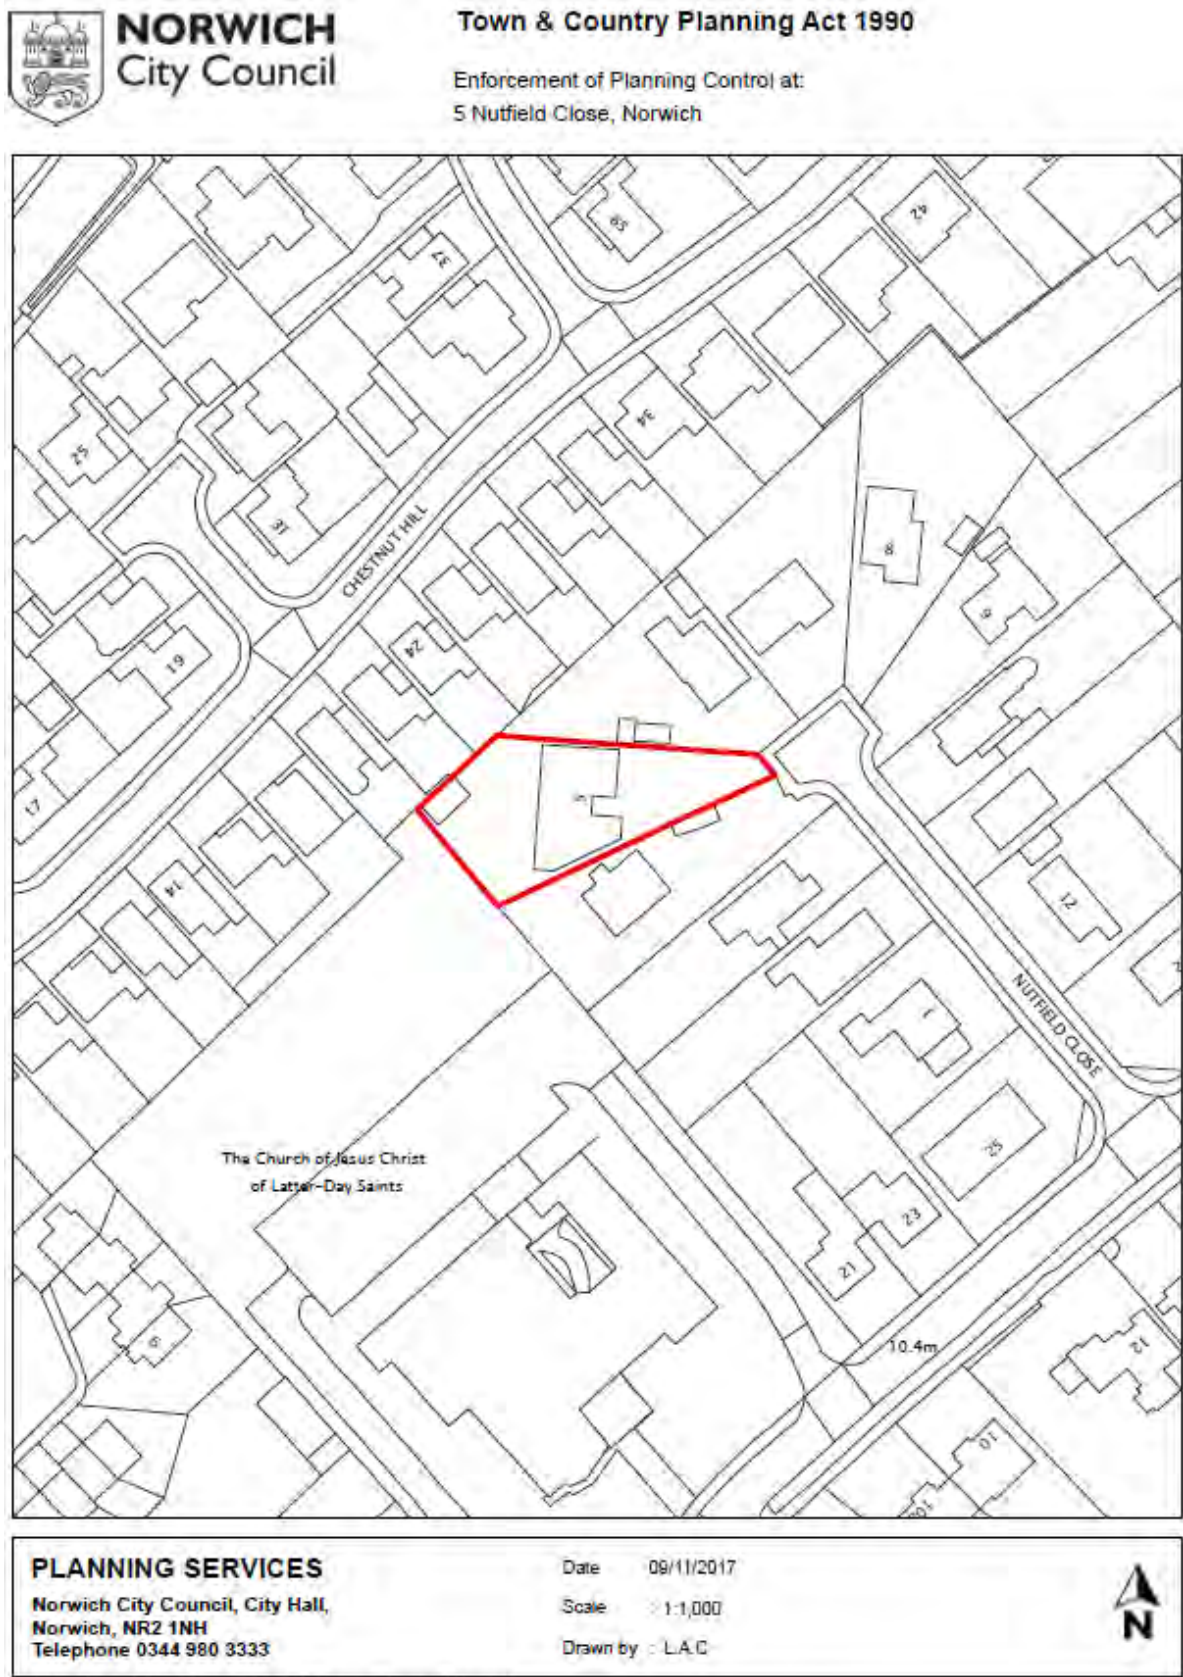 NORWICH
City Council
Town & Country Planning Act 1990
Enforcement of Planning Control at:
5 Nutfield Close, Norwich
59
42
37
34
25
31
CHESTNUT HILL
8
9
24
19
5
17
14
12
NUTFIELD CLOSE
1
25
The Church of Jesus Christ
of Latter-Day Saints
23
21
10.4m
12
10
PLANNING SERVICES
Norwich City Council, City Hall,
Norwich, NR2 1NH
Telephone 0344 980 3333
Date 09/11/2017
Scale : 1:1,000
Drawn by : L.A.C
N